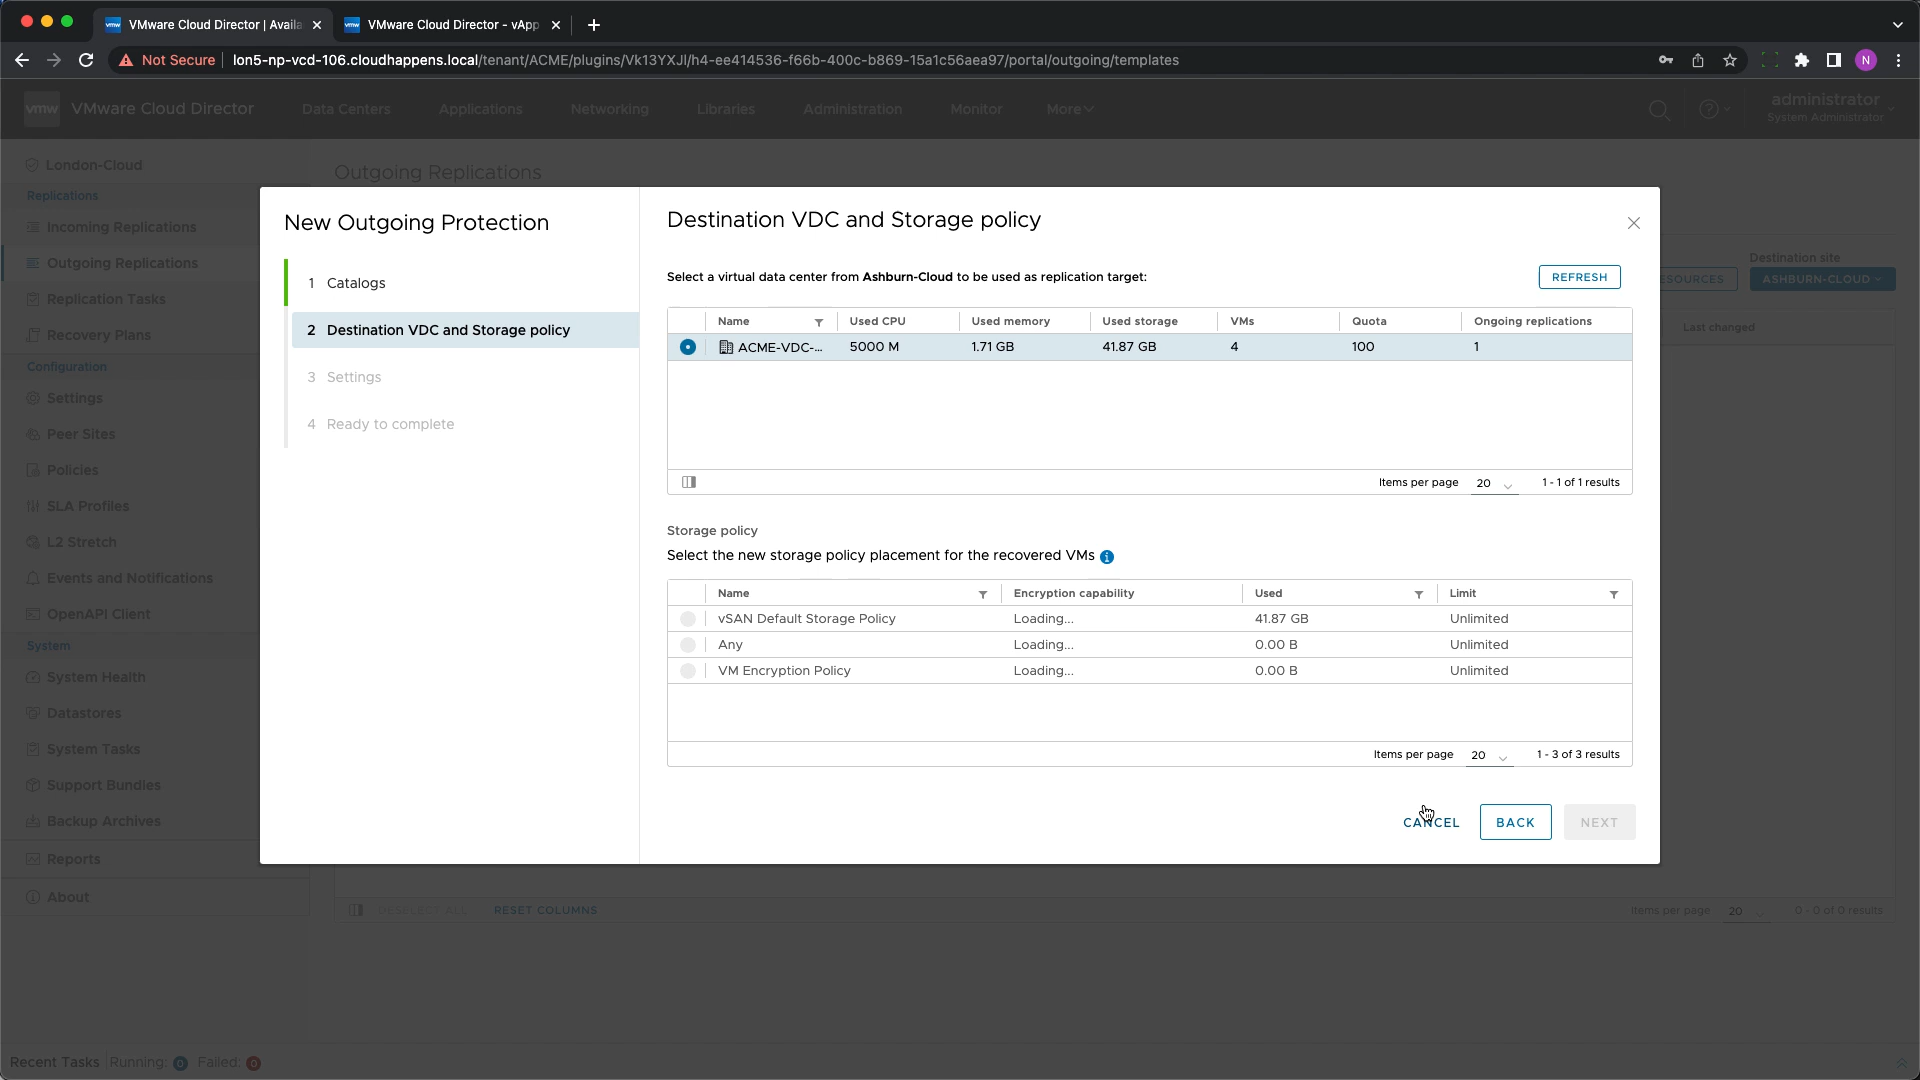 VMware Cloud Director | Availa
VMware Cloud Director - vApp
Not Secure
lon5-np-vcd-106.cloudhappens.local/tenant/ACME/plugins/Vk13YXJl/h4-ee414536-f66b-400c-b869-15a1c56aea97/portal/outgoing/templates
N
vmw VMware Cloud Director
Data Centers
Applications
Networking
Libraries
Administration
Monitor
More
administrator
System Administrator
London-Cloud
Replications
Incoming Replications
Outgoing Replications
Replication Tasks
Recovery Plans
Configuration
Settings
Peer Sites
Policies
SLA Profiles
L2 Stretch
Events and Notifications
OpenAPI Client
System
System Health
Datastores
System Tasks
Support Bundles
Backup Archives
Reports
About
Outgoing Replications
Destination site
ESOURCES
ASHBURN-CLOUD
Last changed
New Outgoing Protection
1 Catalogs
2 Destination VDC and Storage policy
3 Settings
4 Ready to complete
Destination VDC and Storage policy
Select a virtual data center from Ashburn-Cloud to be used as replication target:
REFRESH
Name Used CPU Used memory Used storage VMs Quota Ongoing replications
ACME-VDC-... 5000 M 1.71 GB 41.87 GB 4 100 1
Items per page 20 1 - 1 of 1 results
Storage policy
Select the new storage policy placement for the recovered VMs
Name Encryption capability Used Limit
vSAN Default Storage Policy Loading... 41.87 GB Unlimited
Any Loading... 0.00 B Unlimited
VM Encryption Policy Loading... 0.00 B Unlimited
Items per page 20 1 - 3 of 3 results
CANCEL
BACK
NEXT
DESELECT ALL
RESET COLUMNS
Items per page 20 0 - 0 of 0 results
Recent Tasks Running: 0 Failed: 0